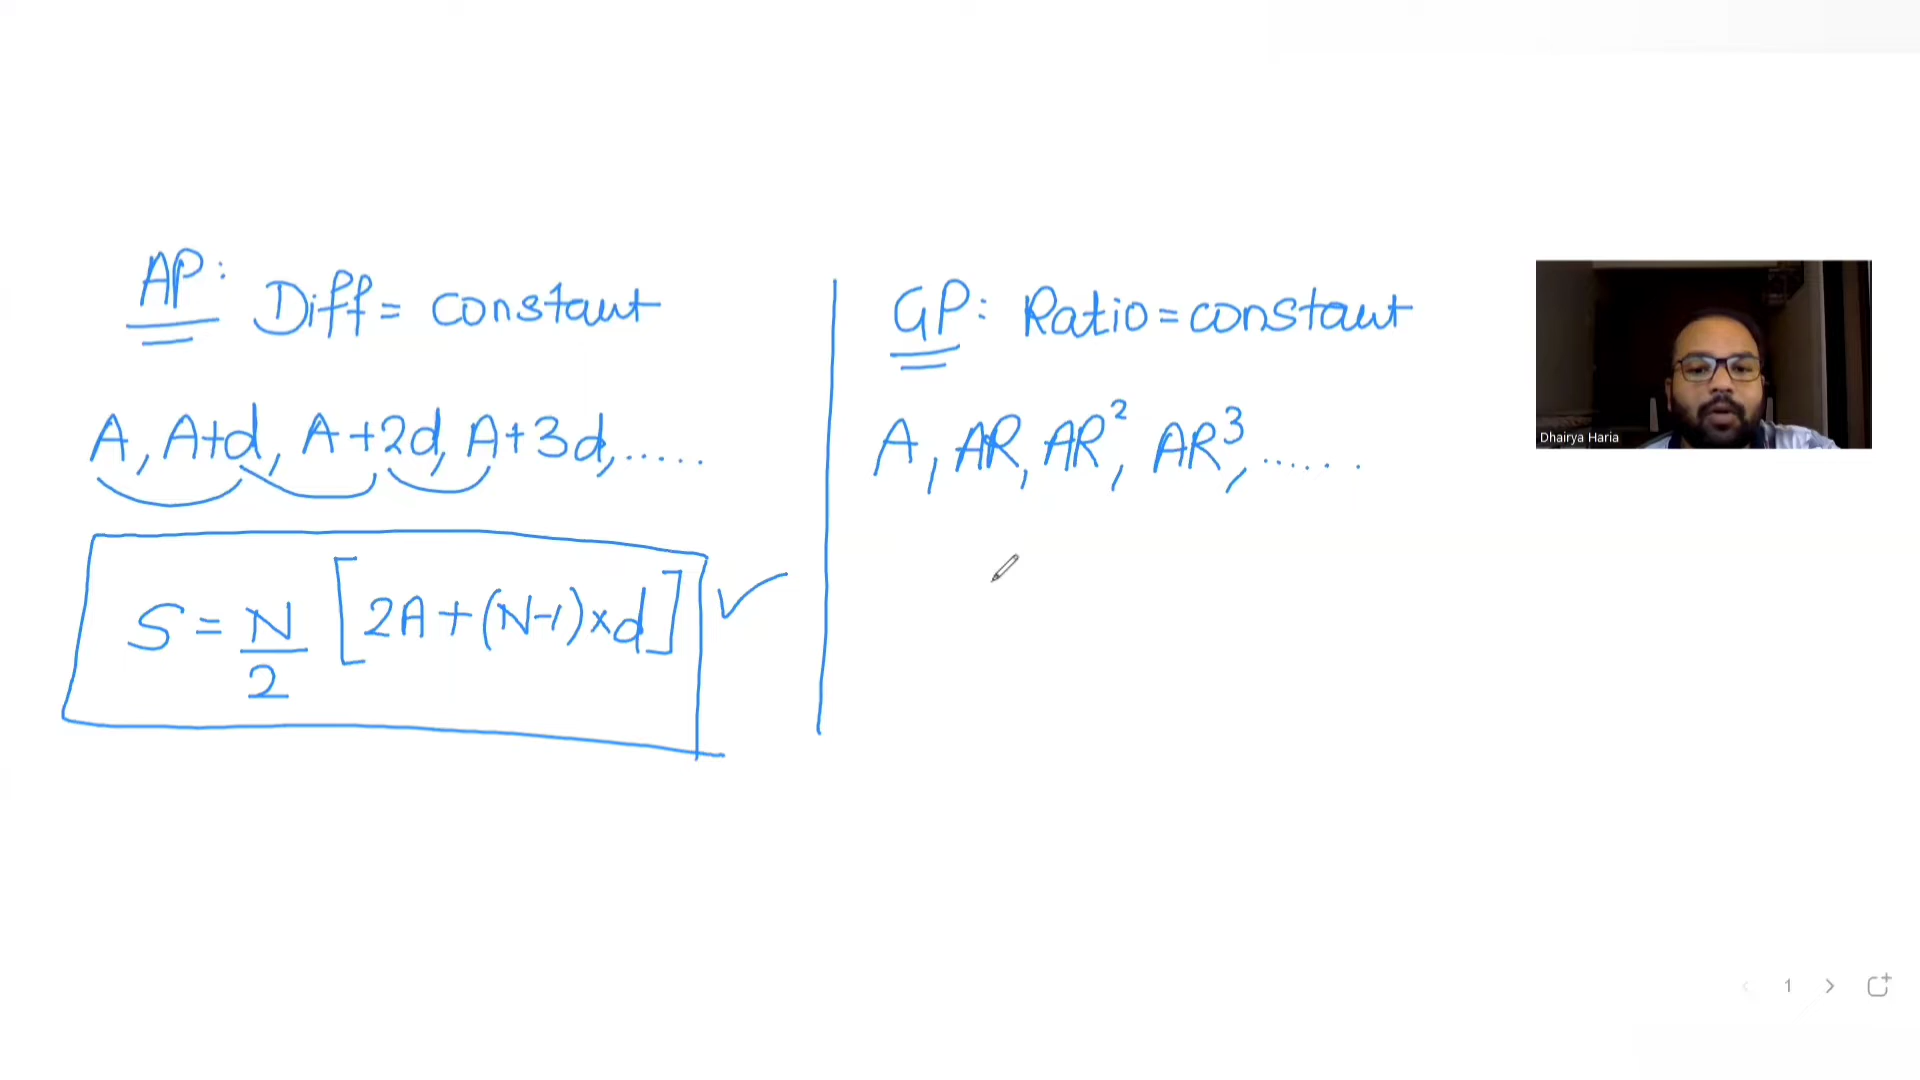 AP: Diff = constant
A, A+d, A+2d, A+3d, .....
S = N/2 [2A+(N-1)×d]
GP: Ratio = constant
A, AR, AR², AR³, ......
Dhairya Haria
1